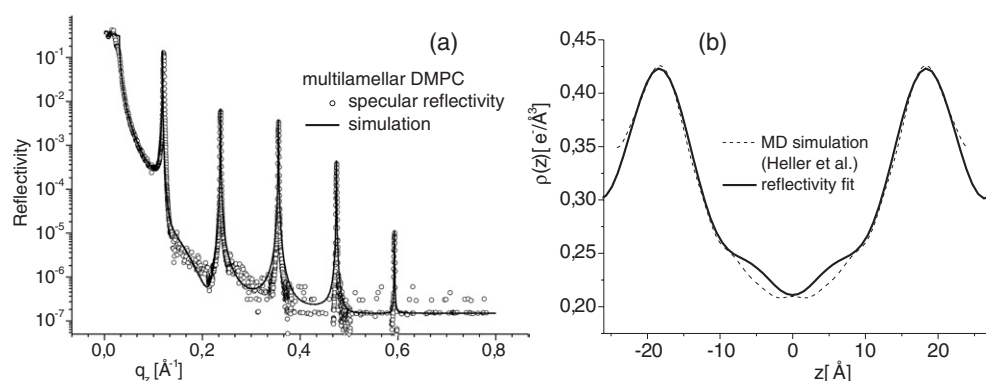 (a)
multilamellar DMPC
specular reflectivity
simulation
Reflectivity
10⁻¹
10⁻²
10⁻³
10⁻⁴
10⁻⁵
10⁻⁶
10⁻⁷
0,0 0,2 0,4 0,6 0,8
q_z [Å⁻¹]
(b)
MD simulation
(Heller et al.)
reflectivity fit
ρ(z)[ e⁻/Å³]
0,45
0,40
0,35
0,30
0,25
0,20
-20 -10 0 10 20
z[ Å]